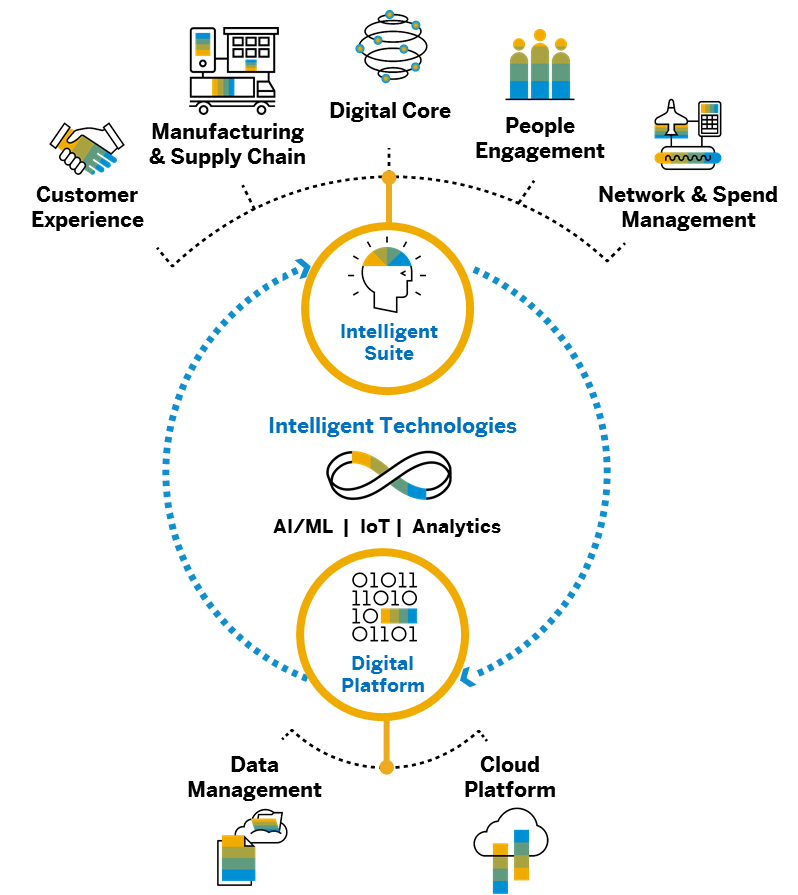 Digital Core
Manufacturing
& Supply Chain
People
Engagement
Customer
Experience
Network & Spend
Management
Intelligent
Suite
Intelligent Technologies
AI/ML | IoT | Analytics
01011
11010
10
01101
Digital
Platform
Data
Management
Cloud
Platform